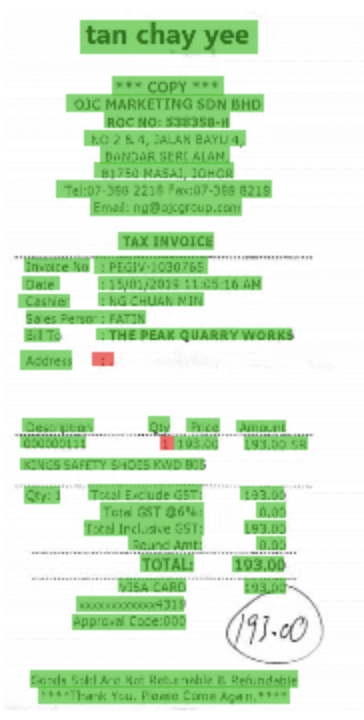 tan chay yee
*** COPY ***
OJC MARKETING SDN BHD
ROC NO: 538358-H
NO 2 & 4, JALAN BAYU 4,
BANDAR SERI ALAM,
81750 MASAI, JOHOR
Tel:07-388 2218 Fax:07-388 8218
Email: ng@ojcgroup.com
TAX INVOICE
Invoice No : PEGIV-1030765
Date : 15/01/2019 11:05:16 AM
Cashier : NG CHUAN MIN
Sales Person : FATIN
Bill To : THE PEAK QUARRY WORKS
Address : .
Description Qty Price Amount
000000111 1 193.00 193.00 SR
KINGS SAFETY SHOES KWD 805
Qty: 1 Total Exclude GST: 193.00
Total GST @6%: 0.00
Total Inclusive GST: 193.00
Round Amt: 0.00
TOTAL: 193.00
VISA CARD 193.00
xxxxxxxxxxxx4318
Approval Code:000
193.00
Goods Sold Are Not Returnable & Refundable
****Thank You. Please Come Again.****